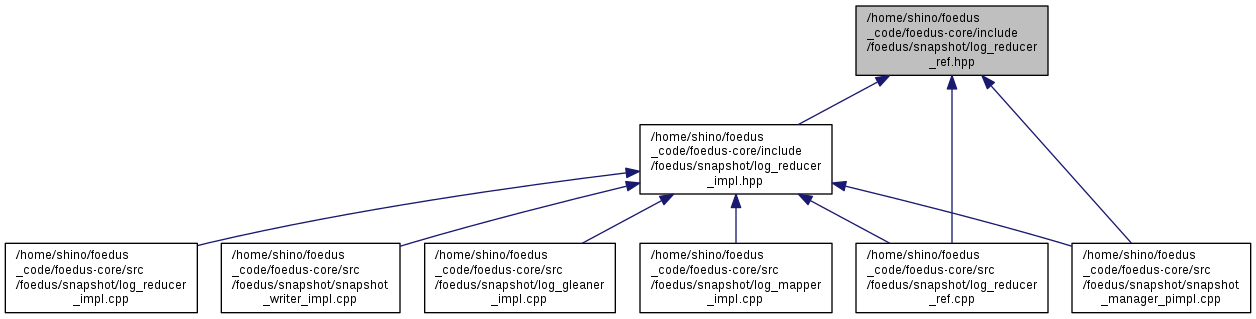 /home/shino/foedus
_code/foedus-core/include
/foedus/snapshot/log_reducer
_ref.hpp
/home/shino/foedus
_code/foedus-core/include
/foedus/snapshot/log_reducer
_impl.hpp
/home/shino/foedus
_code/foedus-core/src
/foedus/snapshot/log_reducer
_impl.cpp
/home/shino/foedus
_code/foedus-core/src
/foedus/snapshot/snapshot
_writer_impl.cpp
/home/shino/foedus
_code/foedus-core/src
/foedus/snapshot/log_gleaner
_impl.cpp
/home/shino/foedus
_code/foedus-core/src
/foedus/snapshot/log_mapper
_impl.cpp
/home/shino/foedus
_code/foedus-core/src
/foedus/snapshot/log_reducer
_ref.cpp
/home/shino/foedus
_code/foedus-core/src
/foedus/snapshot/snapshot
_manager_pimpl.cpp